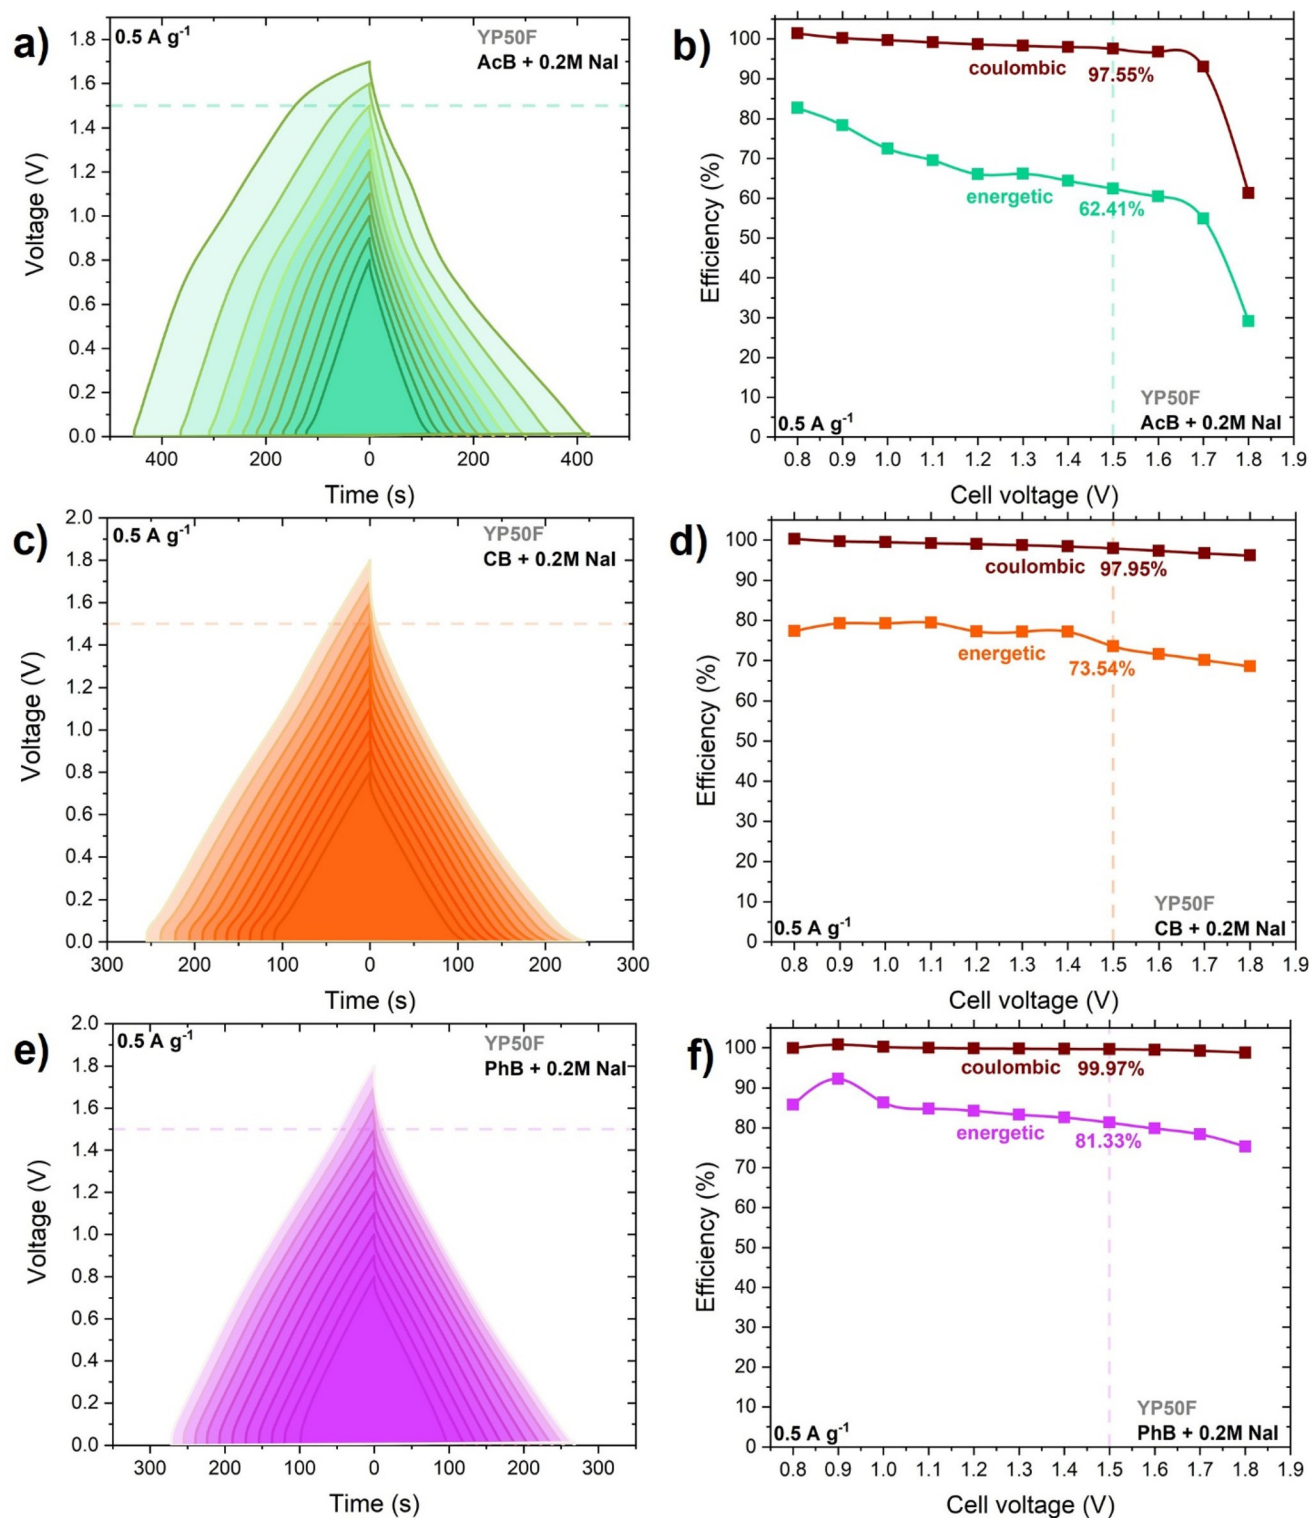 a)
0.5 A g⁻¹
YP50F
AcB + 0.2M NaI
1.8
1.6
1.4
1.2
1.0
0.8
0.6
0.4
0.2
0.0
Voltage (V)
400 200 0 200 400
Time (s)
b)
100
90
80
70
60
50
40
30
20
10
0
Efficiency (%)
coulombic
97.55%
energetic
62.41%
YP50F
0.5 A g⁻¹
AcB + 0.2M NaI
0.8 0.9 1.0 1.1 1.2 1.3 1.4 1.5 1.6 1.7 1.8 1.9
Cell voltage (V)
c)
0.5 A g⁻¹
YP50F
CB + 0.2M NaI
2.0
1.8
1.6
1.4
1.2
1.0
0.8
0.6
0.4
0.2
0.0
Voltage (V)
300 200 100 0 100 200 300
Time (s)
d)
100
90
80
70
60
50
40
30
20
10
0
Efficiency (%)
coulombic 97.95%
energetic
73.54%
YP50F
0.5 A g⁻¹
CB + 0.2M NaI
0.8 0.9 1.0 1.1 1.2 1.3 1.4 1.5 1.6 1.7 1.8 1.9
Cell voltage (V)
e)
0.5 A g⁻¹
YP50F
PhB + 0.2M NaI
2.0
1.8
1.6
1.4
1.2
1.0
0.8
0.6
0.4
0.2
0.0
Voltage (V)
300 200 100 0 100 200 300
Time (s)
f)
100
90
80
70
60
50
40
30
20
10
0
Efficiency (%)
coulombic 99.97%
energetic
81.33%
YP50F
0.5 A g⁻¹
PhB + 0.2M NaI
0.8 0.9 1.0 1.1 1.2 1.3 1.4 1.5 1.6 1.7 1.8 1.9
Cell voltage (V)